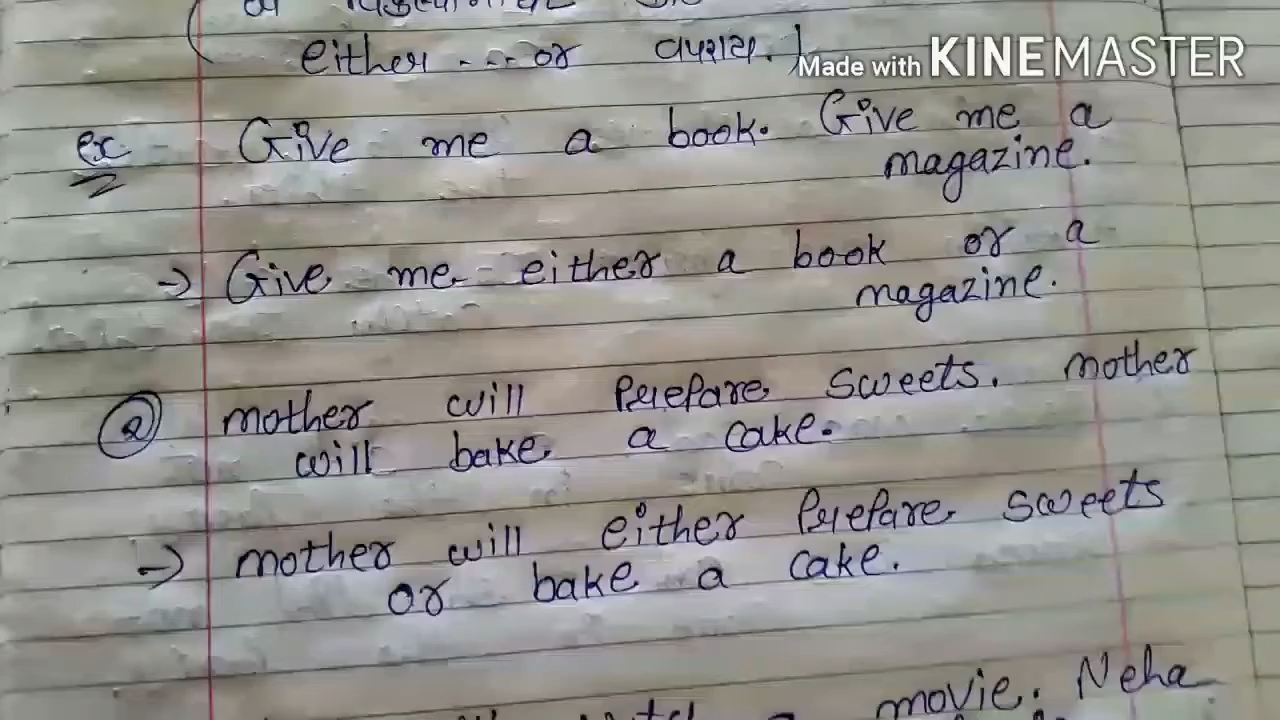 either ... or वपराय.)
Made with KINEMASTER
ex Give me a book. Give me a
magazine.
→ Give me either a book or a
magazine.
② mother will Prepare sweets. mother
will bake a cake.
→ mother will either Prepare sweets
or bake a cake.
a movie. Neha